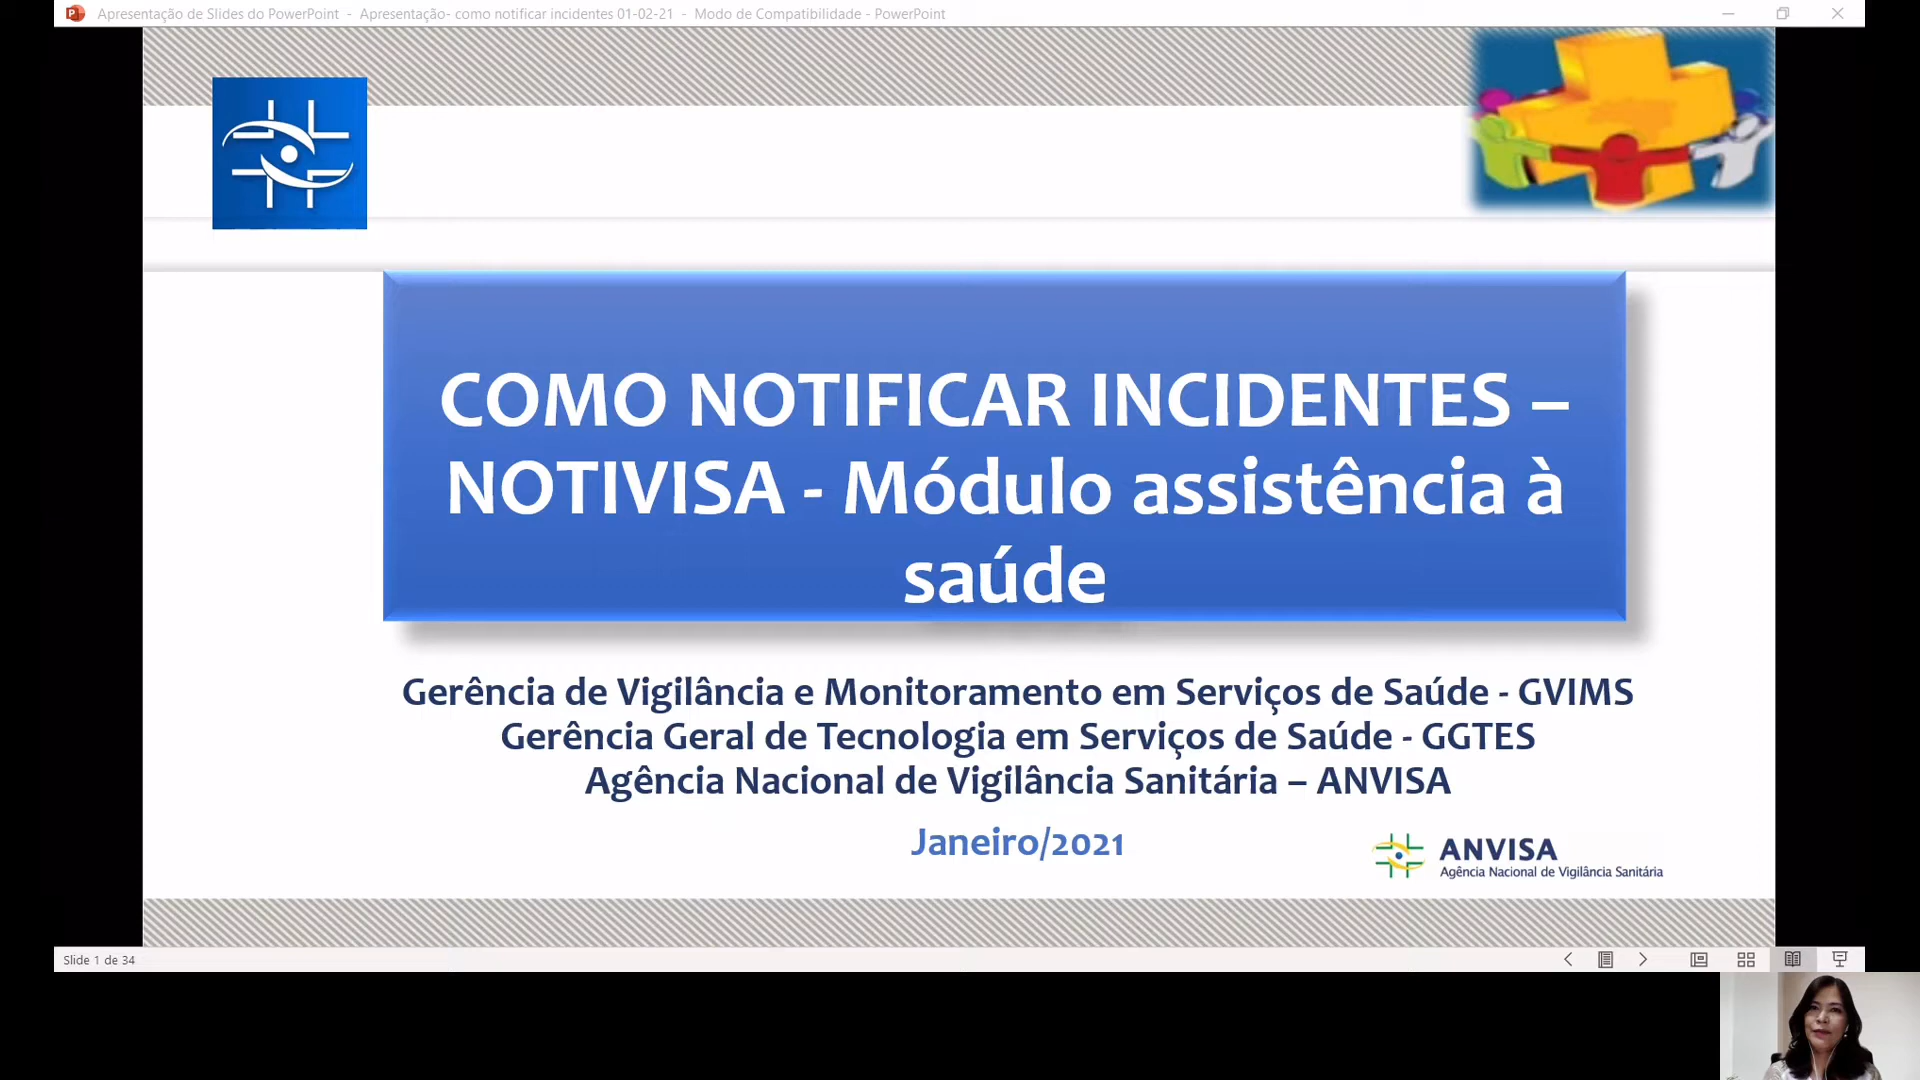 Apresentação de Slides do PowerPoint - Apresentação- como notificar incidentes 01-02-21 - Modo de Compatibilidade - PowerPoint
COMO NOTIFICAR INCIDENTES –
NOTIVISA - Módulo assistência à
saúde
Gerência de Vigilância e Monitoramento em Serviços de Saúde - GVIMS
Gerência Geral de Tecnologia em Serviços de Saúde - GGTES
Agência Nacional de Vigilância Sanitária – ANVISA
Janeiro/2021
ANVISA
Agência Nacional de Vigilância Sanitária
Slide 1 de 34